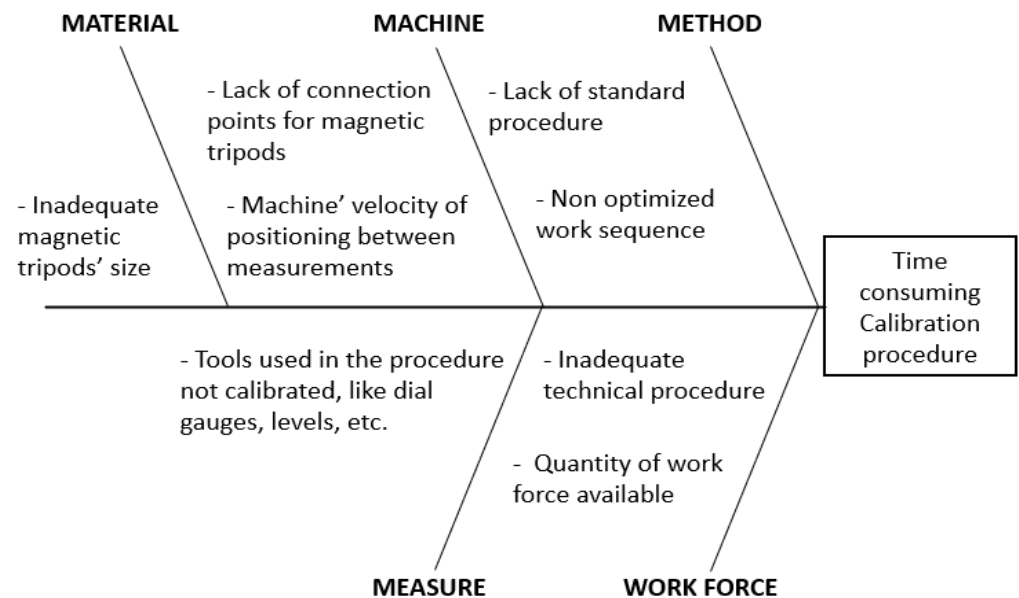 MATERIAL
MACHINE
METHOD
- Lack of connection
points for magnetic
tripods
- Lack of standard
procedure
- Inadequate
magnetic
tripods’ size
- Machine’ velocity of
positioning between
measurements
- Non optimized
work sequence
Time
consuming
Calibration
procedure
- Tools used in the procedure
not calibrated, like dial
gauges, levels, etc.
- Inadequate
technical procedure
- Quantity of work
force available
MEASURE
WORK FORCE